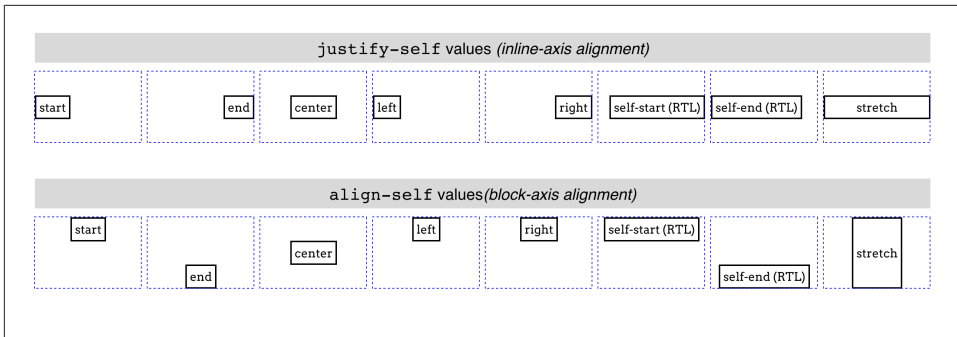 justify-self values (inline-axis alignment)
start end center left right self-start (RTL) self-end (RTL) stretch
align-self values(block-axis alignment)
start left right self-start (RTL)
center stretch
end self-end (RTL)